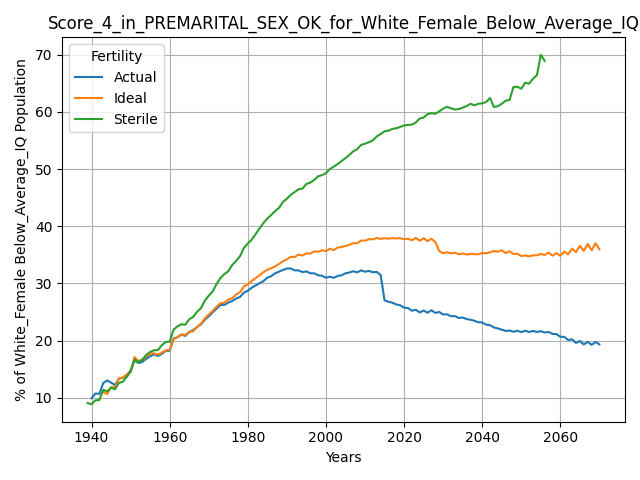 Score_4_in_PREMARITAL_SEX_OK_for_White_Female_Below_Average_IQ
Fertility
Actual
Ideal
Sterile
% of White_Female Below_Average_IQ Population
70
60
50
40
30
20
10
1940 1960 1980 2000 2020 2040 2060
Years